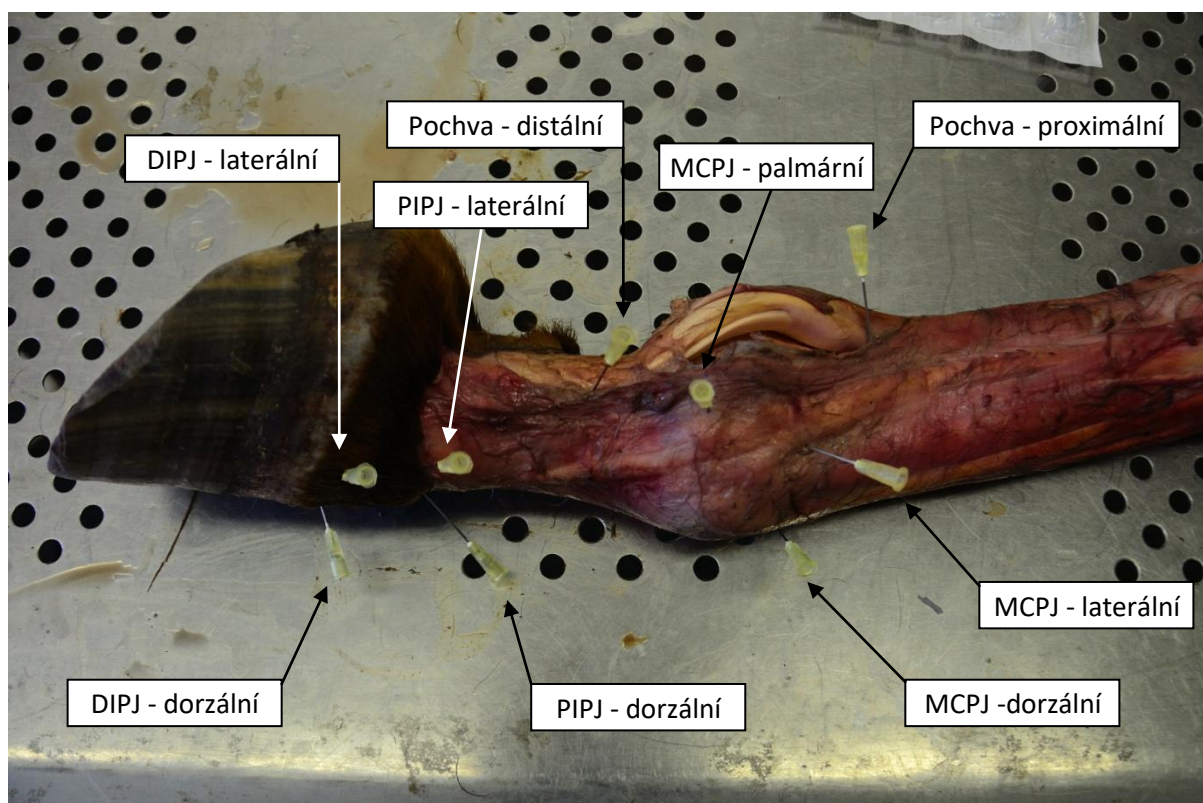 Pochva - distální
Pochva - proximální
DIPJ - laterální
MCPJ - palmární
PIPJ - laterální
MCPJ - laterální
DIPJ - dorzální
PIPJ - dorzální
MCPJ -dorzální